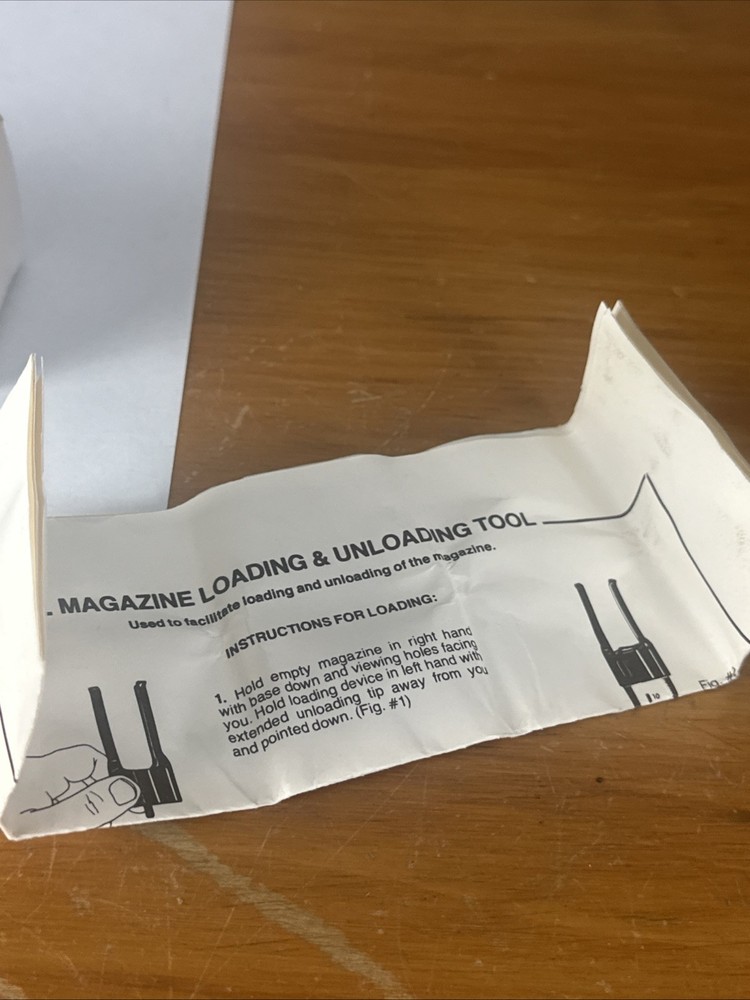 . MAGAZINE LOADING & UNLOADING TOOL
Used to facilitate loading and unloading of the magazine.
INSTRUCTIONS FOR LOADING:
1. Hold empty magazine in right hand
with base down and viewing holes facing
you. Hold loading device in left hand with
extended unloading tip away from you
and pointed down. (Fig. #1)
10
Fig.